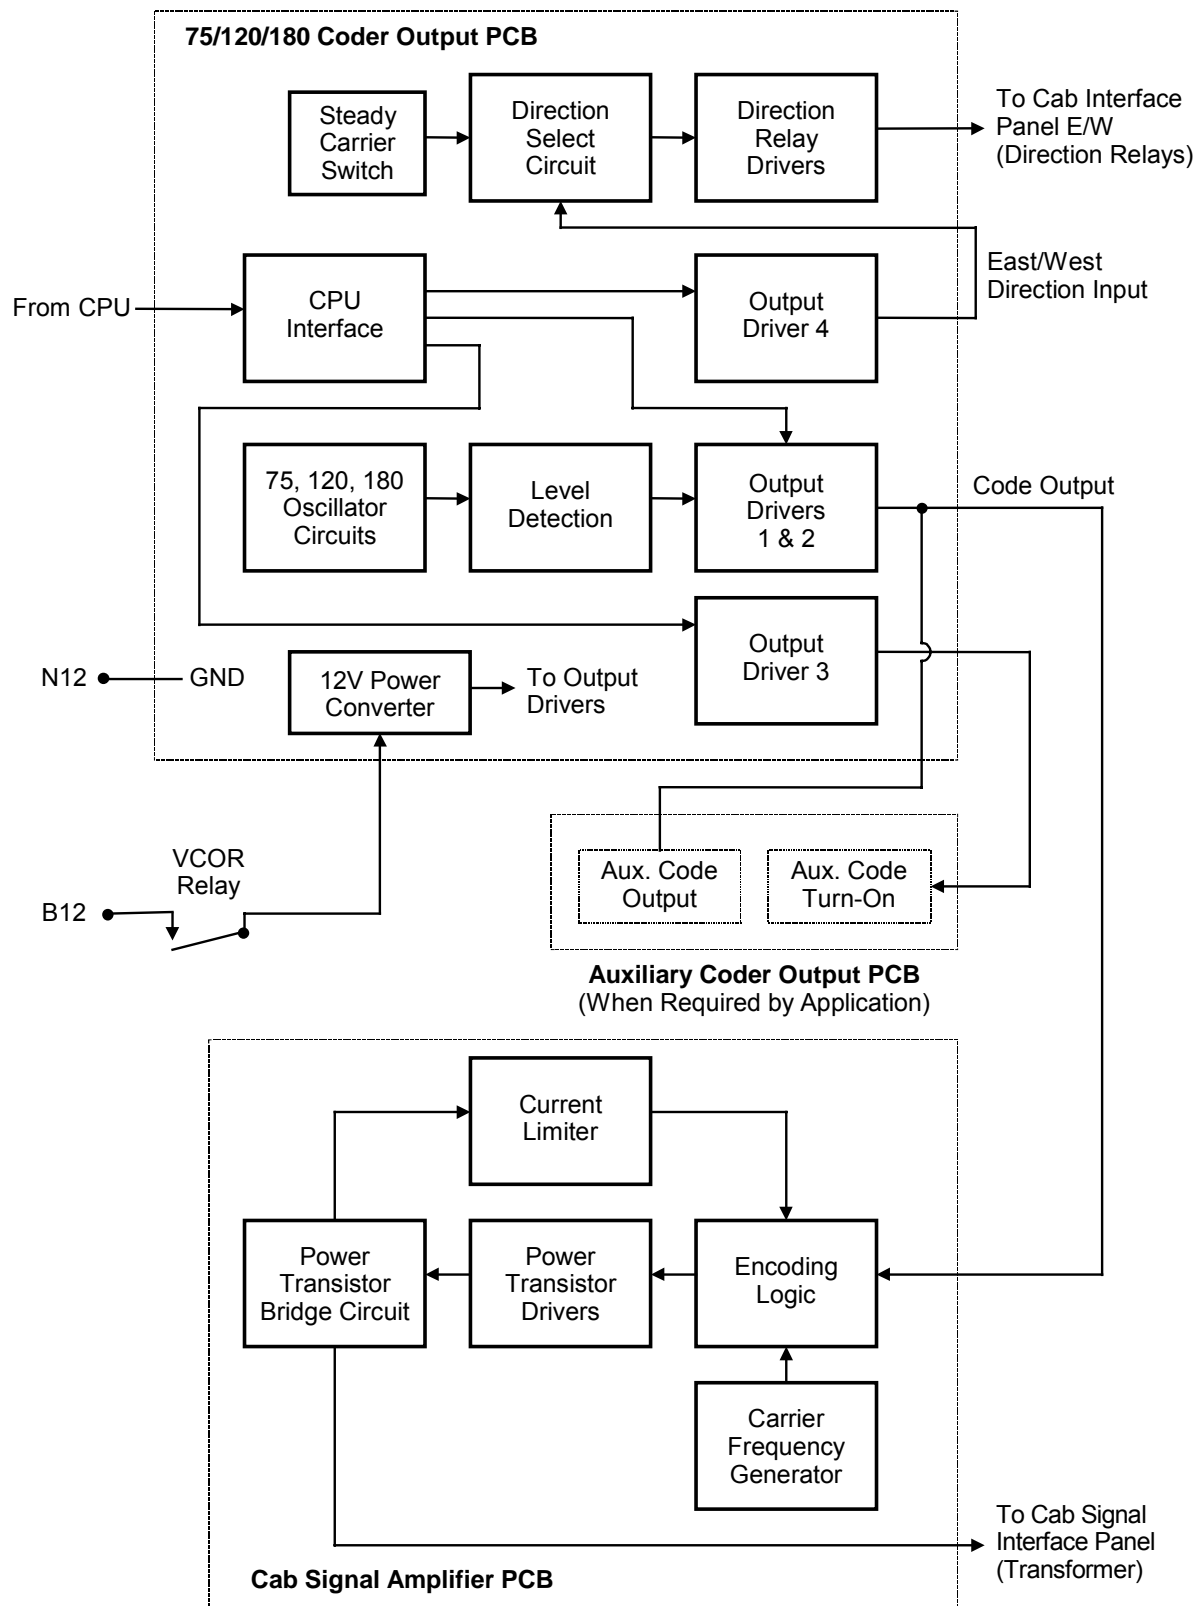 75/120/180 Coder Output PCB
Steady
Carrier
Switch
Direction
Select
Circuit
Direction
Relay
Drivers
To Cab Interface
Panel E/W
(Direction Relays)
From CPU
CPU
Interface
Output
Driver 4
East/West
Direction Input
75, 120, 180
Oscillator
Circuits
Level
Detection
Output
Drivers
1 & 2
Code Output
N12
GND
12V Power
Converter
To Output
Drivers
Output
Driver 3
VCOR
Relay
B12
Aux. Code
Output
Aux. Code
Turn-On
Auxiliary Coder Output PCB
(When Required by Application)
Current
Limiter
Power
Transistor
Bridge Circuit
Power
Transistor
Drivers
Encoding
Logic
Carrier
Frequency
Generator
To Cab Signal
Interface Panel
(Transformer)
Cab Signal Amplifier PCB